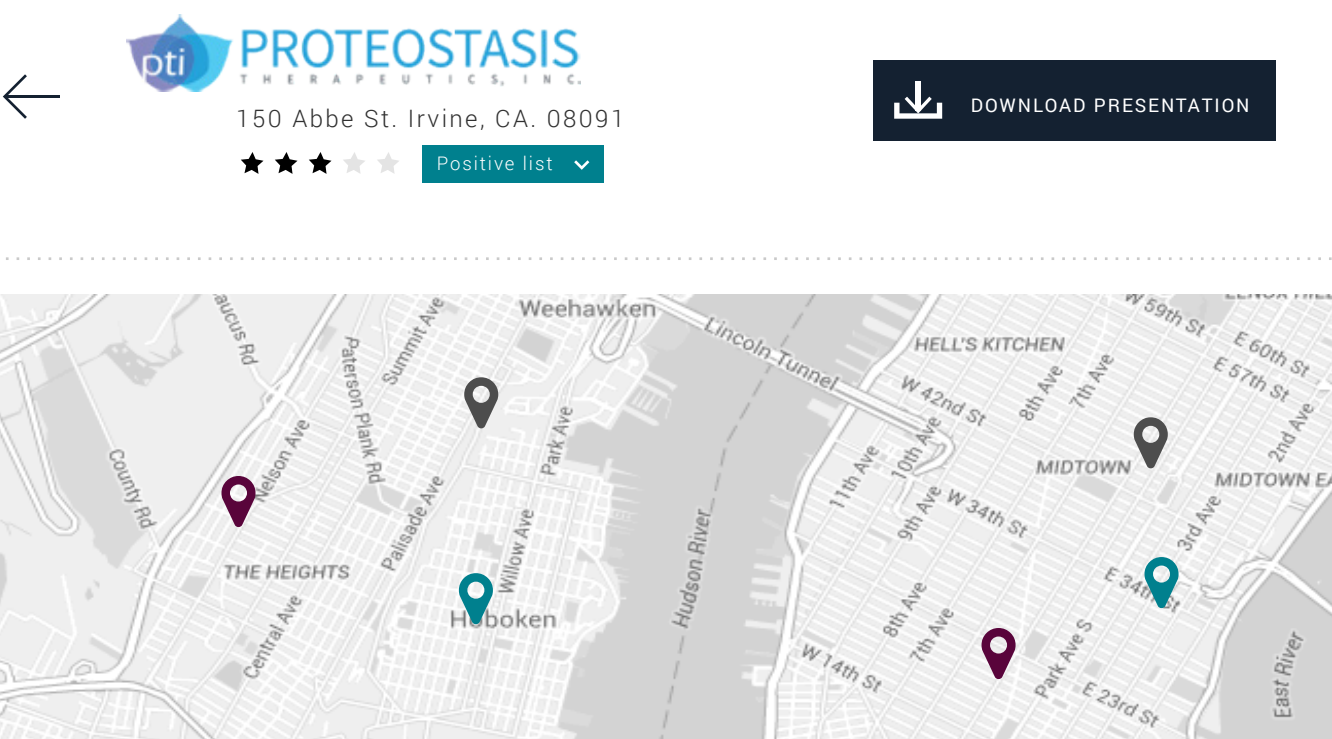 pti PROTEOSTASIS
THERAPEUTICS, INC.
150 Abbe St. Irvine, CA. 08091
Positive list
DOWNLOAD PRESENTATION
Weehawken
Summit Ave
Paterson Plank Rd
County Rd
Nelson Ave
Park Ave
Palisade Ave
Willow Ave
THE HEIGHTS
Hoboken
Central Ave
Hudson River
Lincoln Tunnel
HELL'S KITCHEN
W 59th St
E 60th St
E 57th St
8th Ave
7th Ave
W 42nd St
2nd Ave
10th Ave
11th Ave
MIDTOWN
MIDTOWN EA
9th Ave
W 34th St
3rd Ave
E 34th St
8th Ave
7th Ave
Park Ave S
W 14th St
E 23rd St
East River